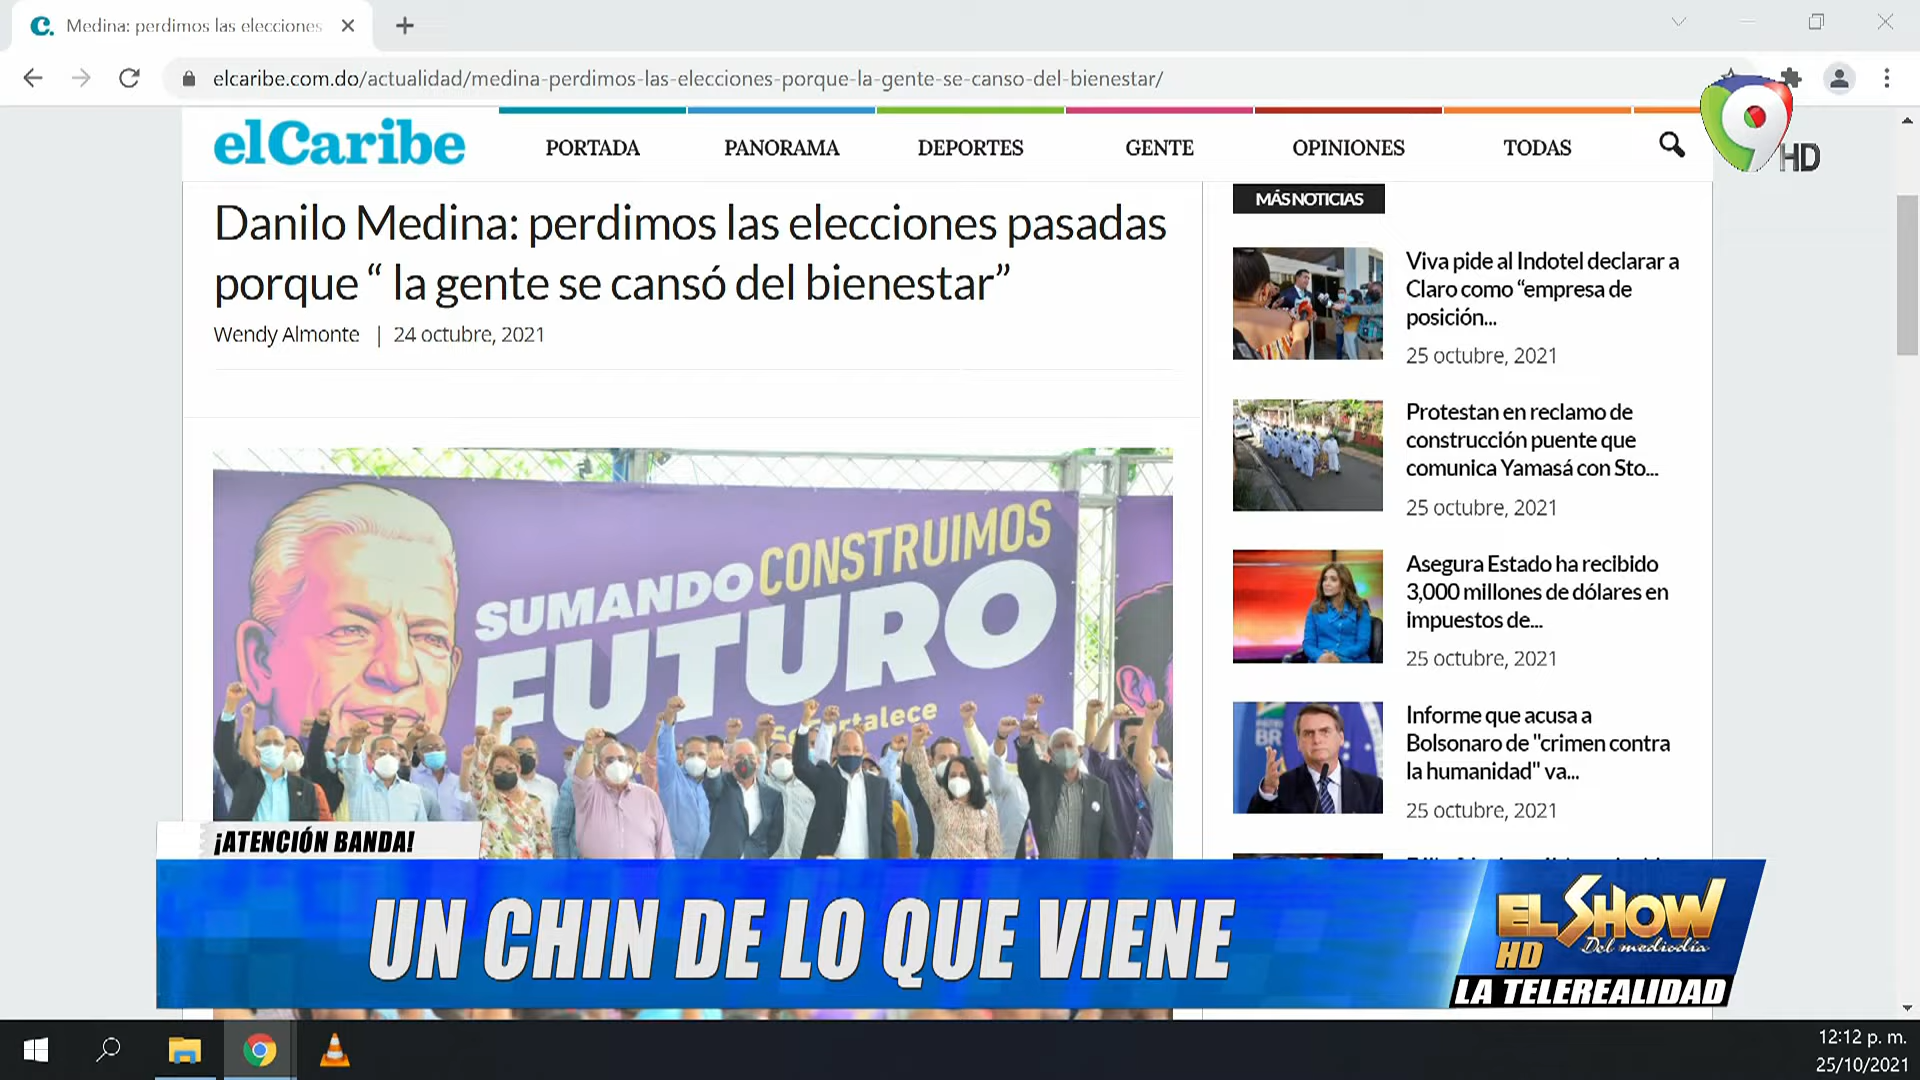 Medina: perdimos las elecciones
elcaribe.com.do/actualidad/medina-perdimos-las-elecciones-porque-la-gente-se-canso-del-bienestar/
elCaribe
PORTADA
PANORAMA
DEPORTES
GENTE
OPINIONES
TODAS
9
HD
Danilo Medina: perdimos las elecciones pasadas
porque “ la gente se cansó del bienestar”
Wendy Almonte | 24 octubre, 2021
SUMANDO CONSTRUIMOS
FUTURO
MÁS NOTICIAS
Viva pide al Indotel declarar a
Claro como “empresa de
posición...
25 octubre, 2021
Protestan en reclamo de
construcción puente que
comunica Yamasá con Sto...
25 octubre, 2021
Asegura Estado ha recibido
3,000 millones de dólares en
impuestos de...
25 octubre, 2021
Informe que acusa a
Bolsonaro de "crimen contra
la humanidad" va...
25 octubre, 2021
¡ATENCIÓN BANDA!
UN CHIN DE LO QUE VIENE
EL SHOW
HD Del mediodía
LA TELEREALIDAD
12:12 p. m.
25/10/2021